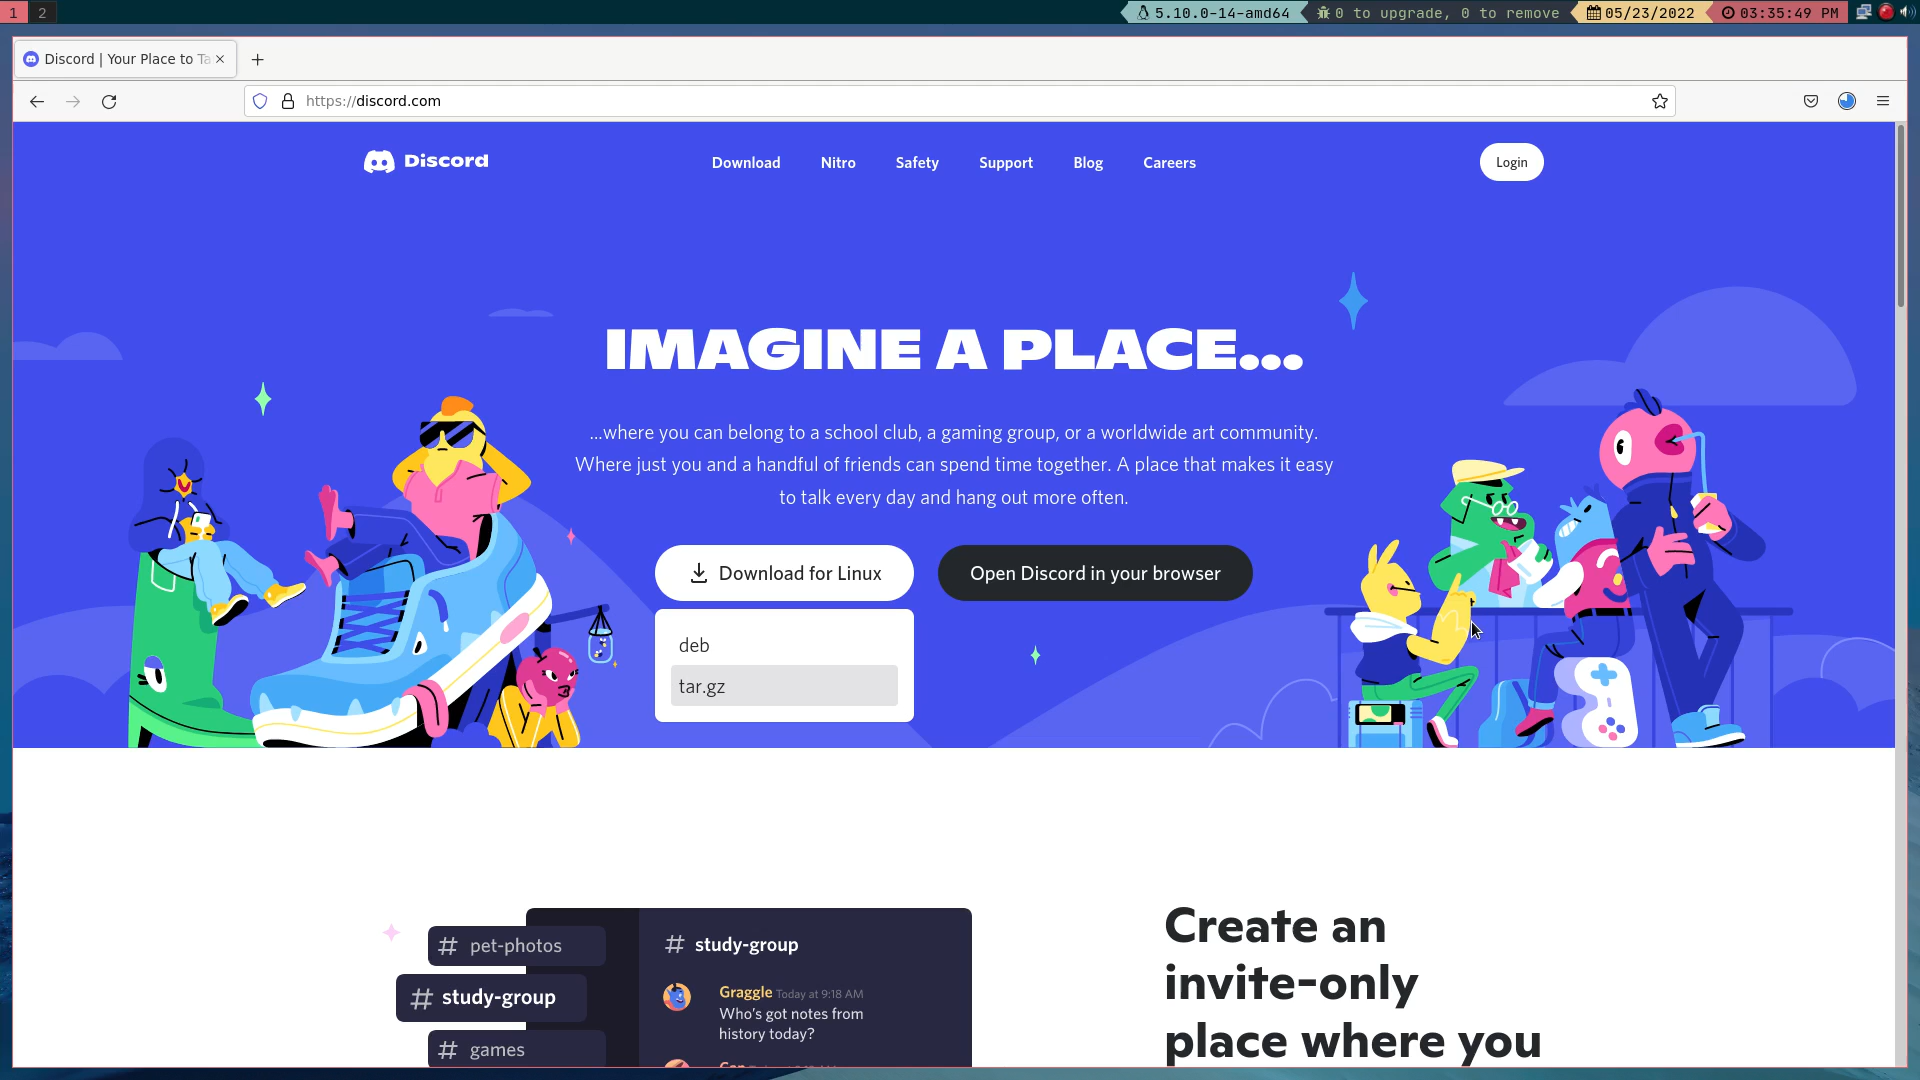 1 2 5.10.0-14-amd64 0 to upgrade, 0 to remove 05/23/2022 03:35:49 PM
Discord | Your Place to Ta
https://discord.com
Discord Download Nitro Safety Support Blog Careers Login
IMAGINE A PLACE...
...where you can belong to a school club, a gaming group, or a worldwide art community.
Where just you and a handful of friends can spend time together. A place that makes it easy
to talk every day and hang out more often.
Download for Linux Open Discord in your browser
deb
tar.gz
# pet-photos
# study-group
# games
# study-group
Graggle Today at 9:18 AM
Who's got notes from
history today?
Create an
invite-only
place where you